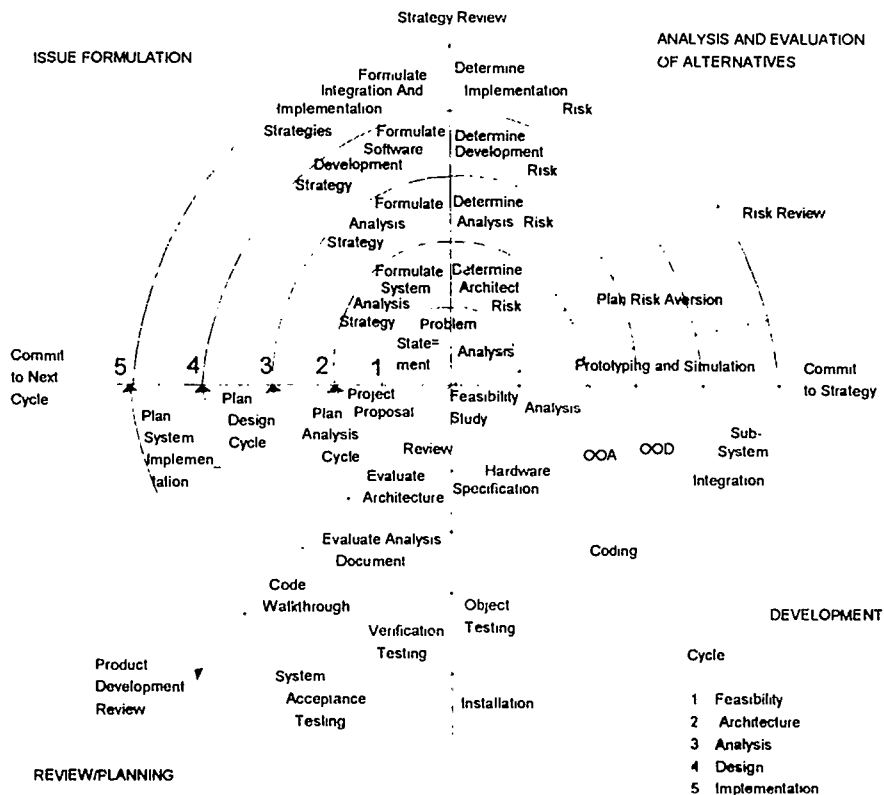 Strategy Review
ISSUE FORMULATION
ANALYSIS AND EVALUATION
OF ALTERNATIVES
Formulate
Integration And
Implementation
Strategies
Determine
Implementation
Risk
Formulate
Software
Development
Strategy
Determine
Development
Risk
Formulate
Analysis
Strategy
Determine
Analysis Risk
Risk Review
Formulate
System
Analysis
Strategy
Determine
Architect
Risk
Plan Risk Aversion
Problem
State=
ment
Analysis
Prototyping and Simulation
Commit
to Next
Cycle
5 4 3 2 1
Commit
to Strategy
Plan
System
Implemen_
tation
Plan
Design
Cycle
Plan
Analysis
Cycle
Project
Proposal
Feasibility
Study
Analysis
Review
OOA
OOD
Sub-
System
Integration
Evaluate
Architecture
Hardware
Specification
Evaluate Analysis
Document
Coding
Code
Walkthrough
Object
Testing
Verification
Testing
DEVELOPMENT
Product
Development
Review
System
Acceptance
Testing
Installation
Cycle
1 Feasibility
2 Architecture
3 Analysis
4 Design
5 Implementation
REVIEW/PLANNING